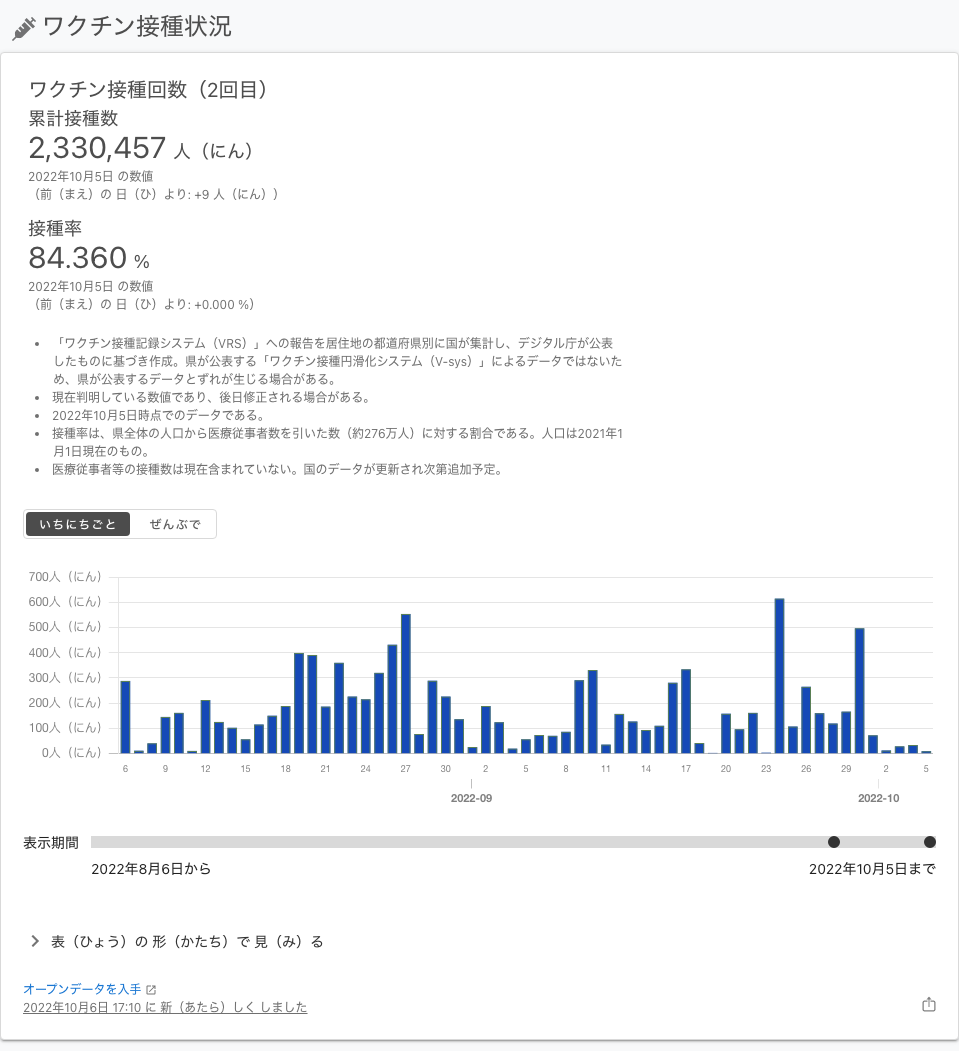 ワクチン接種状況
ワクチン接種回数（2回目）
累計接種数
2,330,457 人（にん）
2022年10月5日 の数値
（前（まえ）の 日（ひ）より: +9 人（にん））
接種率
84.360 %
2022年10月5日 の数値
（前（まえ）の 日（ひ）より: +0.000 %）
• 「ワクチン接種記録システム（VRS）」への報告を居住地の都道府県別に国が集計し、デジタル庁が公表
したものに基づき作成。県が公表する「ワクチン接種円滑化システム（V-sys）」によるデータではないた
め、県が公表するデータとずれが生じる場合がある。
• 現在判明している数値であり、後日修正される場合がある。
• 2022年10月5日時点でのデータである。
• 接種率は、県全体の人口から医療従事者数を引いた数（約276万人）に対する割合である。人口は2021年1
月1日現在のもの。
• 医療従事者等の接種数は現在含まれていない。国のデータが更新され次第追加予定。
いちにちごと ぜんぶで
700人（にん）
600人（にん）
500人（にん）
400人（にん）
300人（にん）
200人（にん）
100人（にん）
0人（にん）
6 9 12 15 18 21 24 27 30 2 5 8 11 14 17 20 23 26 29 2 5
2022-09 2022-10
表示期間
2022年8月6日から 2022年10月5日まで
表（ひょう）の 形（かたち）で 見（み）る
オープンデータを入手
2022年10月6日 17:10 に 新（あたら）しく しました